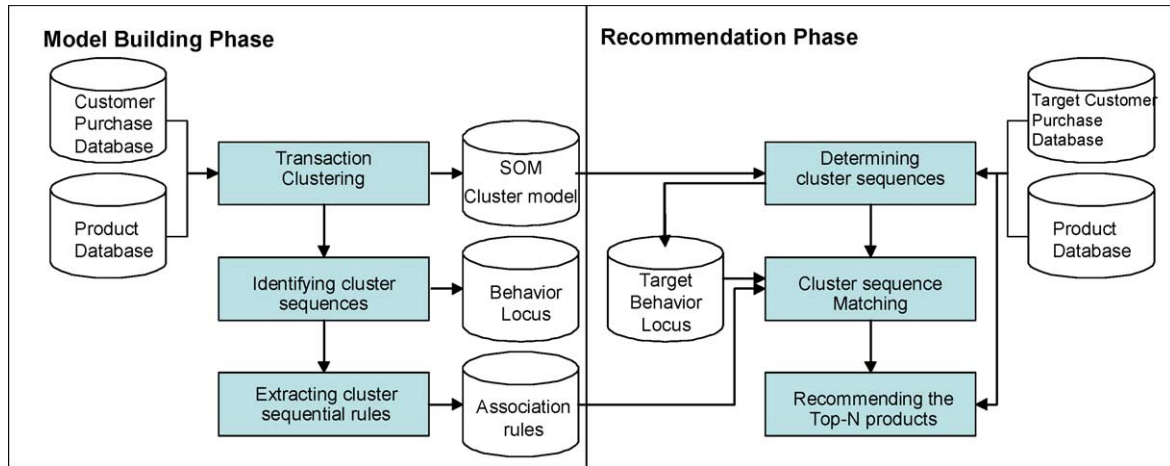 Model Building Phase
Customer
Purchase
Database
Product
Database
Transaction
Clustering
SOM
Cluster model
Identifying cluster
sequences
Behavior
Locus
Extracting cluster
sequential rules
Association
rules
Recommendation Phase
Target Customer
Purchase
Database
Product
Database
Determining
cluster sequences
Target
Behavior
Locus
Cluster sequence
Matching
Recommending the
Top-N products